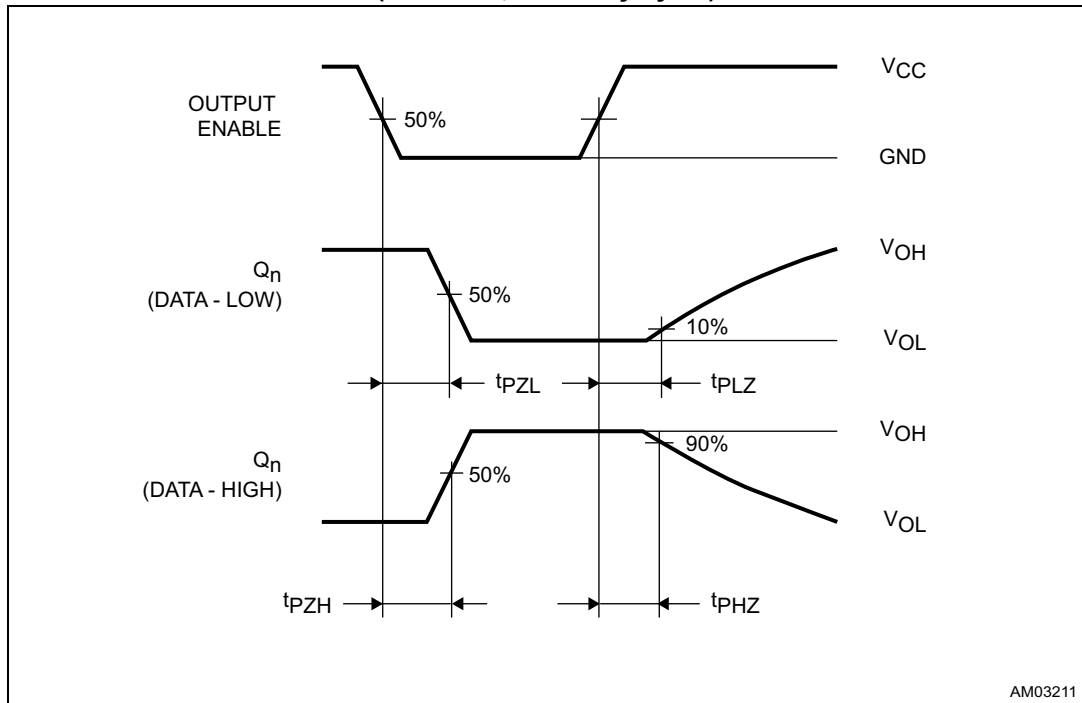 VCC
OUTPUT
ENABLE
50%
GND
VOH
Qn
(DATA - LOW)
50%
10%
VOL
tPZL
tPLZ
VOH
Qn
(DATA - HIGH)
90%
50%
VOL
tPZH
tPHZ
AM03211